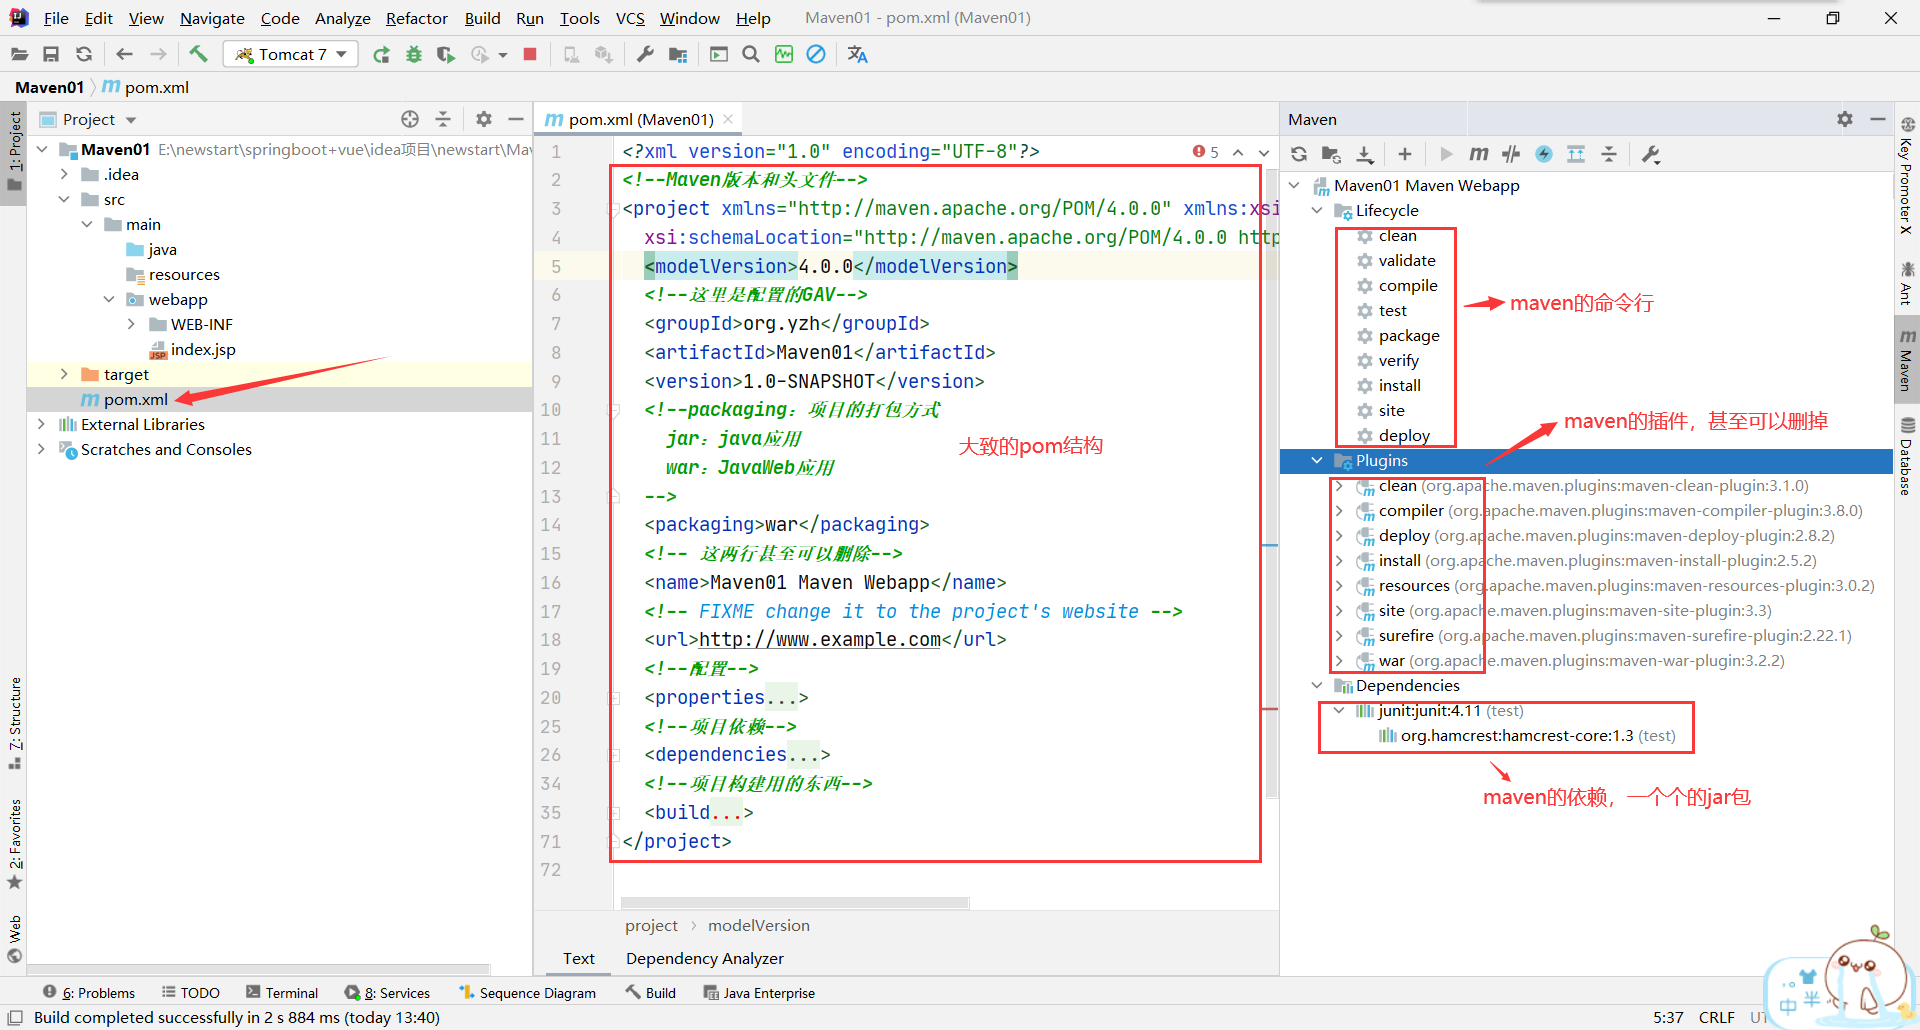 File Edit View Navigate Code Analyze Refactor Build Run Tools VCS Window Help Maven01 - pom.xml (Maven01)
Tomcat 7
Maven01 pom.xml
1: Project
Project
Maven01 E:\newstart\springboot+vue\idea项目\newstart\Mav
.idea
src
main
java
resources
webapp
WEB-INF
index.jsp
target
pom.xml
External Libraries
Scratches and Consoles
7: Structure
2: Favorites
Web
pom.xml (Maven01)
5
1 <?xml version="1.0" encoding="UTF-8"?>
2 <!--Maven版本和头文件-->
3 <project xmlns="http://maven.apache.org/POM/4.0.0" xmlns:xsi
4 xsi:schemaLocation="http://maven.apache.org/POM/4.0.0 http
5 <modelVersion>4.0.0</modelVersion>
6 <!--这里是配置的GAV-->
7 <groupId>org.yzh</groupId>
8 <artifactId>Maven01</artifactId>
9 <version>1.0-SNAPSHOT</version>
10 <!--packaging：项目的打包方式
11 jar：java应用
12 war：JavaWeb应用
13 -->
14 <packaging>war</packaging>
15 <!-- 这两行甚至可以删除-->
16 <name>Maven01 Maven Webapp</name>
17 <!-- FIXME change it to the project's website -->
18 <url>http://www.example.com</url>
19 <!--配置-->
20 <properties...>
25 <!--项目依赖-->
26 <dependencies...>
34 <!--项目构建用的东西-->
35 <build...>
71 </project>
72
大致的pom结构
project modelVersion
Text Dependency Analyzer
Maven
Maven01 Maven Webapp
Lifecycle
clean
validate
compile
test
package
verify
install
site
deploy
maven的命令行
maven的插件，甚至可以删掉
Plugins
clean (org.apache.maven.plugins:maven-clean-plugin:3.1.0)
compiler (org.apache.maven.plugins:maven-compiler-plugin:3.8.0)
deploy (org.apache.maven.plugins:maven-deploy-plugin:2.8.2)
install (org.apache.maven.plugins:maven-install-plugin:2.5.2)
resources (org.apache.maven.plugins:maven-resources-plugin:3.0.2)
site (org.apache.maven.plugins:maven-site-plugin:3.3)
surefire (org.apache.maven.plugins:maven-surefire-plugin:2.22.1)
war (org.apache.maven.plugins:maven-war-plugin:3.2.2)
Dependencies
junit:junit:4.11 (test)
org.hamcrest:hamcrest-core:1.3 (test)
maven的依赖，一个个的jar包
Key Promoter X
Ant
Maven
Database
6: Problems TODO Terminal 8: Services Sequence Diagram Build Java Enterprise
Build completed successfully in 2 s 884 ms (today 13:40)
5:37 CRLF UT
中 半